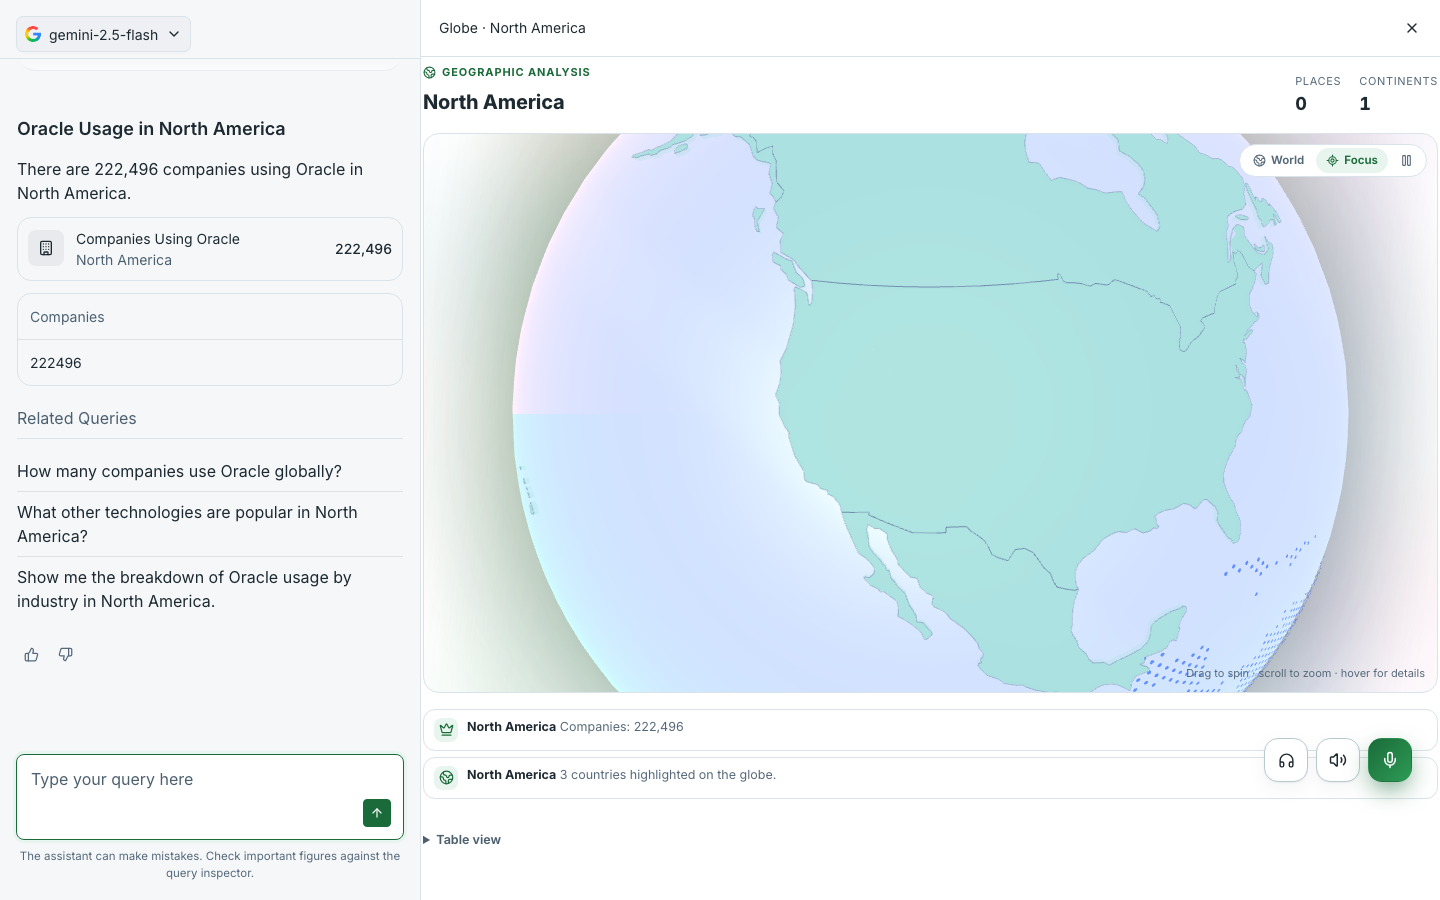 gemini-2.5-flash
Globe · North America
GEOGRAPHIC ANALYSIS
North America
PLACES
0
CONTINENTS
1
World
Focus
Drag to spin · scroll to zoom · hover for details
North America Companies: 222,496
North America 3 countries highlighted on the globe.
Table view
Oracle Usage in North America
There are 222,496 companies using Oracle in
North America.
Companies Using Oracle
North America
222,496
Companies
222496
Related Queries
How many companies use Oracle globally?
What other technologies are popular in North
America?
Show me the breakdown of Oracle usage by
industry in North America.
Type your query here
The assistant can make mistakes. Check important figures against the
query inspector.